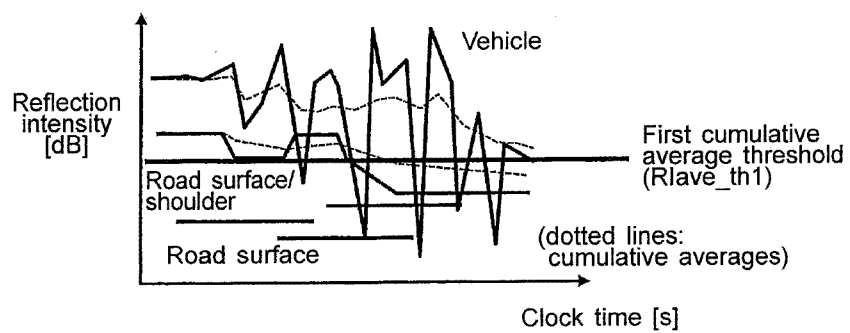 Vehicle
Reflection
intensity
[dB]
First cumulative
average threshold
(RIave_th1)
Road surface/
shoulder
Road surface
(dotted lines:
cumulative averages)
Clock time [s]